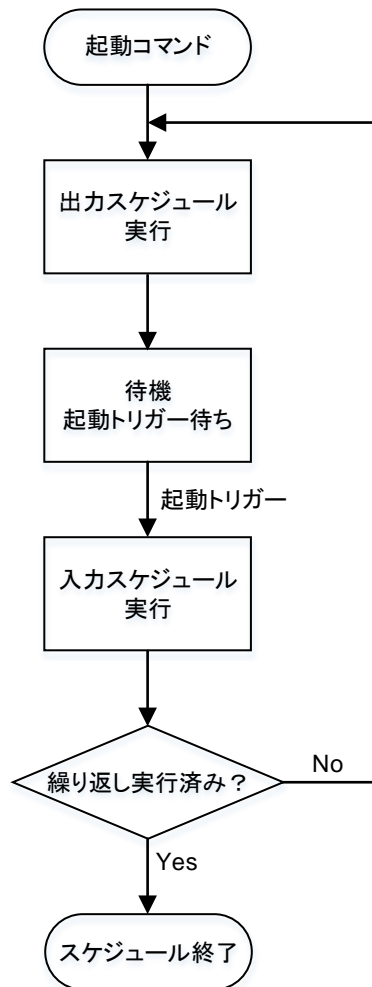 起動コマンド
出力スケジュール
実行
待機
起動トリガー待ち
起動トリガー
入力スケジュール
実行
繰り返し実行済み？
No
Yes
スケジュール終了